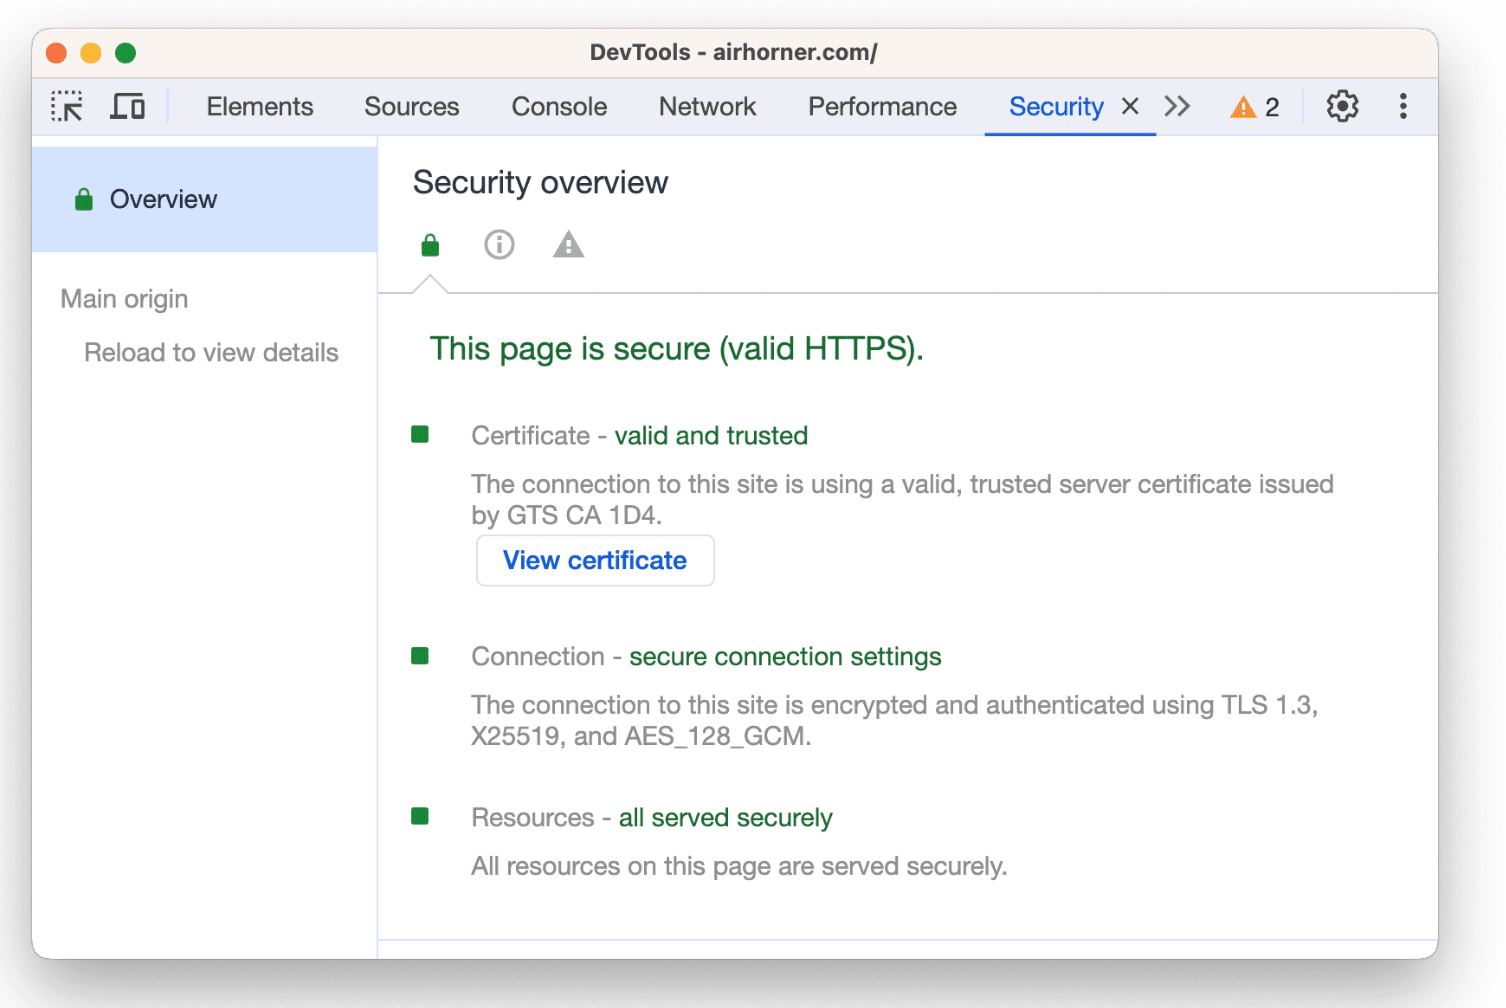 DevTools - airhorner.com/
Elements Sources Console Network Performance Security 2
Overview
Main origin
Reload to view details
Security overview
This page is secure (valid HTTPS).
Certificate - valid and trusted
The connection to this site is using a valid, trusted server certificate issued
by GTS CA 1D4.
View certificate
Connection - secure connection settings
The connection to this site is encrypted and authenticated using TLS 1.3,
X25519, and AES_128_GCM.
Resources - all served securely
All resources on this page are served securely.